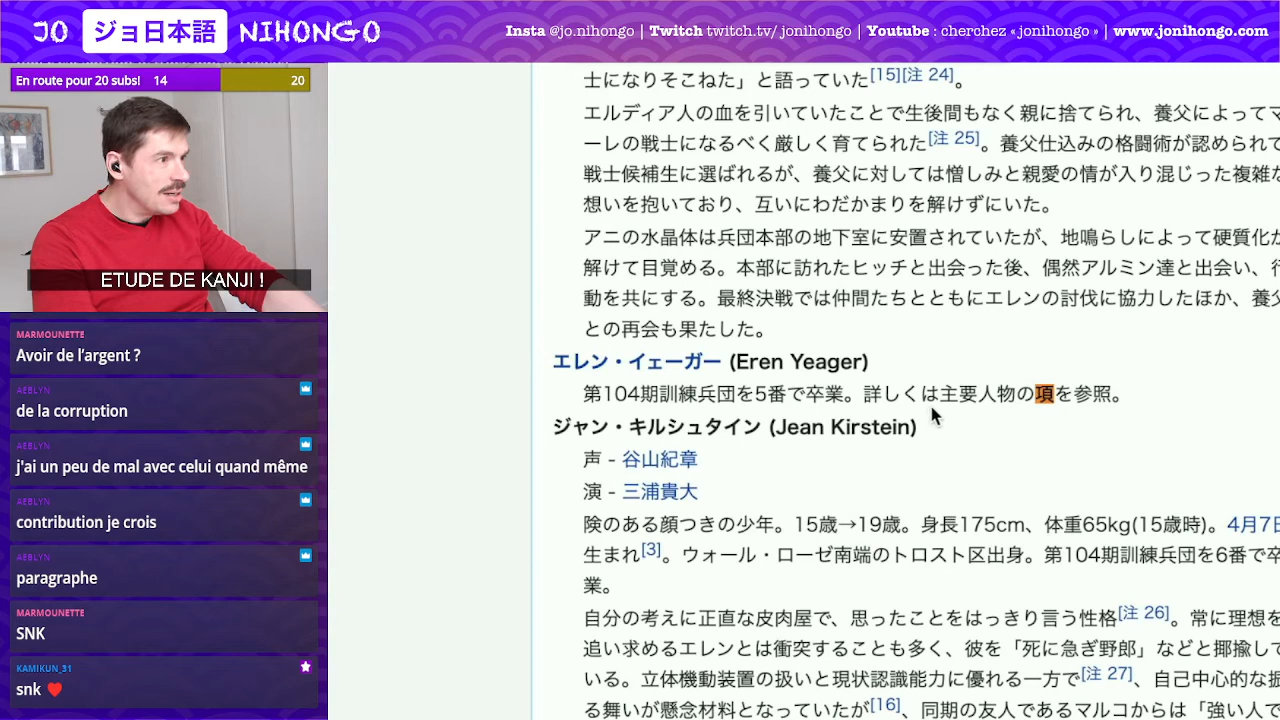 JO ジョ日本語 NIHONGO
Insta @jo.nihongo | Twitch twitch.tv/ jonihongo | Youtube : cherchez « jonihongo » | www.jonihongo.com
En route pour 20 subs! 14 20
ETUDE DE KANJI !
MARMOUNETTE
Avoir de l'argent ?
AEBLYN
de la corruption
AEBLYN
j'ai un peu de mal avec celui quand même
AEBLYN
contribution je crois
AEBLYN
paragraphe
MARMOUNETTE
SNK
KAMIKUN_31
snk ❤️
士になりそこねた」と語っていた[15][注 24]。
エルディア人の血を引いていたことで生後間もなく親に捨てられ、養父によってマ
ーレの戦士になるべく厳しく育てられた[注 25]。養父仕込みの格闘術が認められて
戦士候補生に選ばれるが、養父に対しては憎しみと親愛の情が入り混じった複雑な
想いを抱いており、互いにわだかまりを解けずにいた。
アニの水晶体は兵団本部の地下室に安置されていたが、地鳴らしによって硬質化が
解けて目覚める。本部に訪れたヒッチと出会った後、偶然アルミン達と出会い、行
動を共にする。最終決戦では仲間たちとともにエレンの討伐に協力したほか、養父
との再会も果たした。
エレン・イェーガー (Eren Yeager)
第104期訓練兵団を5番で卒業。詳しくは主要人物の項を参照。
ジャン・キルシュタイン (Jean Kirstein)
声 - 谷山紀章
演 - 三浦貴大
険のある顔つきの少年。15歳→19歳。身長175cm、体重65kg(15歳時)。4月7日
生まれ[3]。ウォール・ローゼ南端のトロスト区出身。第104期訓練兵団を6番で卒
業。
自分の考えに正直な皮肉屋で、思ったことをはっきり言う性格[注 26]。常に理想を
追い求めるエレンとは衝突することも多く、彼を「死に急ぎ野郎」などと揶揄して
いる。立体機動装置の扱いと現状認識能力に優れる一方で[注 27]、自己中心的な振
る舞いが懸念材料となっていたが[16]、同期の友人であるマルコからは「強い人で